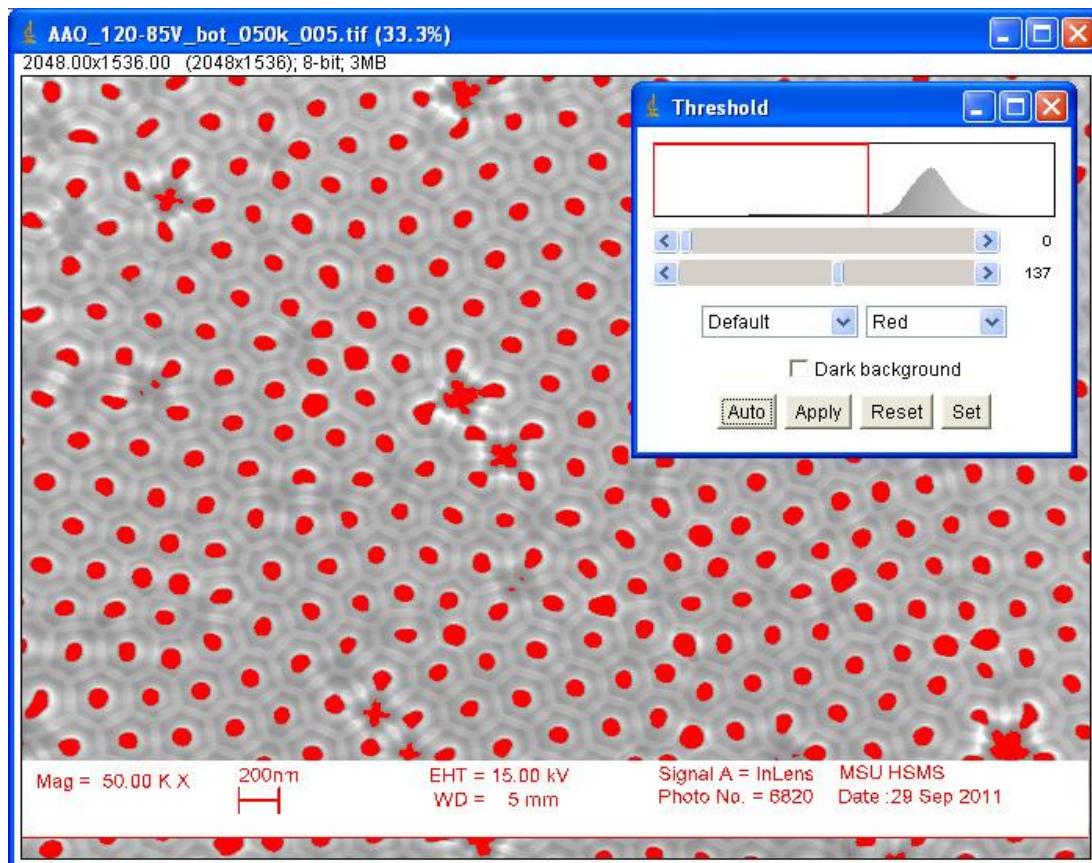 AAO_120-85V_bot_050k_005.tif (33.3%)
2048.00x1536.00 (2048x1536); 8-bit; 3MB
Threshold
0
137
Default Red
Dark background
Auto Apply Reset Set
Mag = 50.00 K X 200nm EHT = 15.00 kV Signal A = InLens MSU HSMS
WD = 5 mm Photo No. = 6820 Date :29 Sep 2011